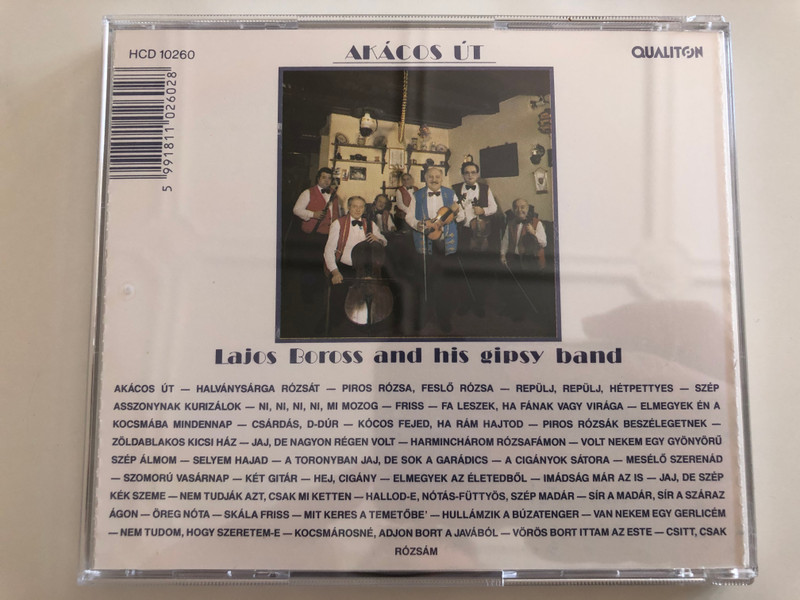 HCD 10260
AKÁCOS ÚT
QUALITON
5 991811 026028
Lajos Boross and his gipsy band
AKÁCOS ÚT — HALVÁNYSÁRGA RÓZSÁT — PIROS RÓZSA, FESLŐ RÓZSA — REPÜLJ, REPÜLJ, HÉTPETTYES — SZÉP
ASSZONYNAK KURIZÁLOK — NI, NI, NI, NI, MI MOZOG — FRISS — FA LESZEK, HA FÁNAK VAGY VIRÁGA — ELMEGYEK ÉN A
KOCSMÁBA MINDENNAP — CSÁRDÁS, D-DÚR — KÓCOS FEJED, HA RÁM HAJTOD — PIROS RÓZSÁK BESZÉLEGETNEK —
ZÖLDABLAKOS KICSI HÁZ — JAJ, DE NAGYON RÉGEN VOLT — HARMINCHÁROM RÓZSAFÁMON — VOLT NEKEM EGY GYÖNYÖRŰ
SZÉP ÁLMOM — SELYEM HAJAD — A TORONYBAN JAJ, DE SOK A GARÁDICS — A CIGÁNYOK SÁTORA — MESÉLŐ SZERENÁD
— SZOMORÚ VASÁRNAP — KÉT GITÁR — HEJ, CIGÁNY — ELMEGYEK AZ ÉLETEDBŐL — IMÁDSÁG MÁR AZ IS — JAJ, DE SZÉP
KÉK SZEME — NEM TUDJÁK AZT, CSAK MI KETTEN — HALLOD-E, NÓTÁS-FÜTTYÖS, SZÉP MADÁR — SÍR A MADÁR, SÍR A SZÁRAZ
ÁGON — ÖREG NÓTA — SKÁLA FRISS — MIT KERES A TEMETŐBE' — HULLÁMZIK A BÚZATENGER — VAN NEKEM EGY GERLICÉM
— NEM TUDOM, HOGY SZERETEM-E — KOCSMÁROSNÉ, ADJON BORT A JAVÁBÓL — VÖRÖS BORT ITTAM AZ ESTE — CSITT, CSAK
RÓZSÁM